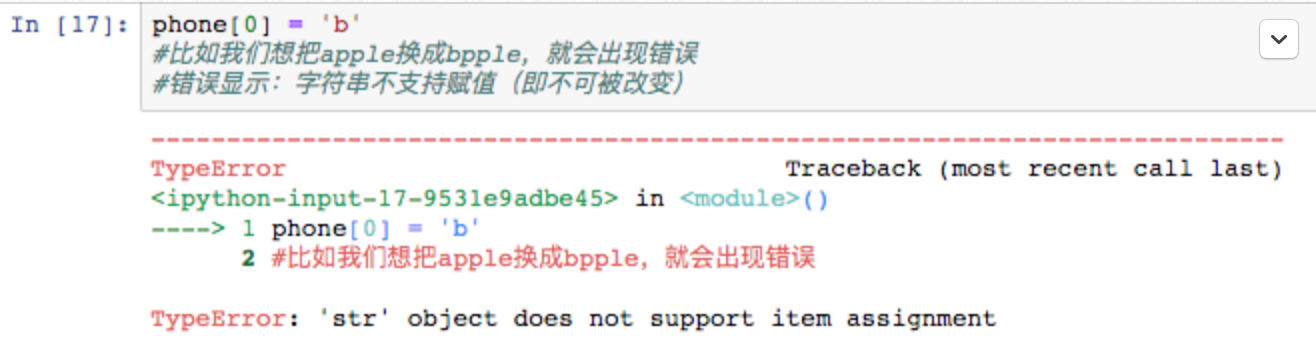 In [17]: phone[0] = 'b'
#比如我们想把apple换成bpple，就会出现错误
#错误显示：字符串不支持赋值（即不可被改变）
---------------------------------------------------------------------------
TypeError Traceback (most recent call last)
<ipython-input-17-9531e9adbe45> in <module>()
----> 1 phone[0] = 'b'
2 #比如我们想把apple换成bpple，就会出现错误
TypeError: 'str' object does not support item assignment